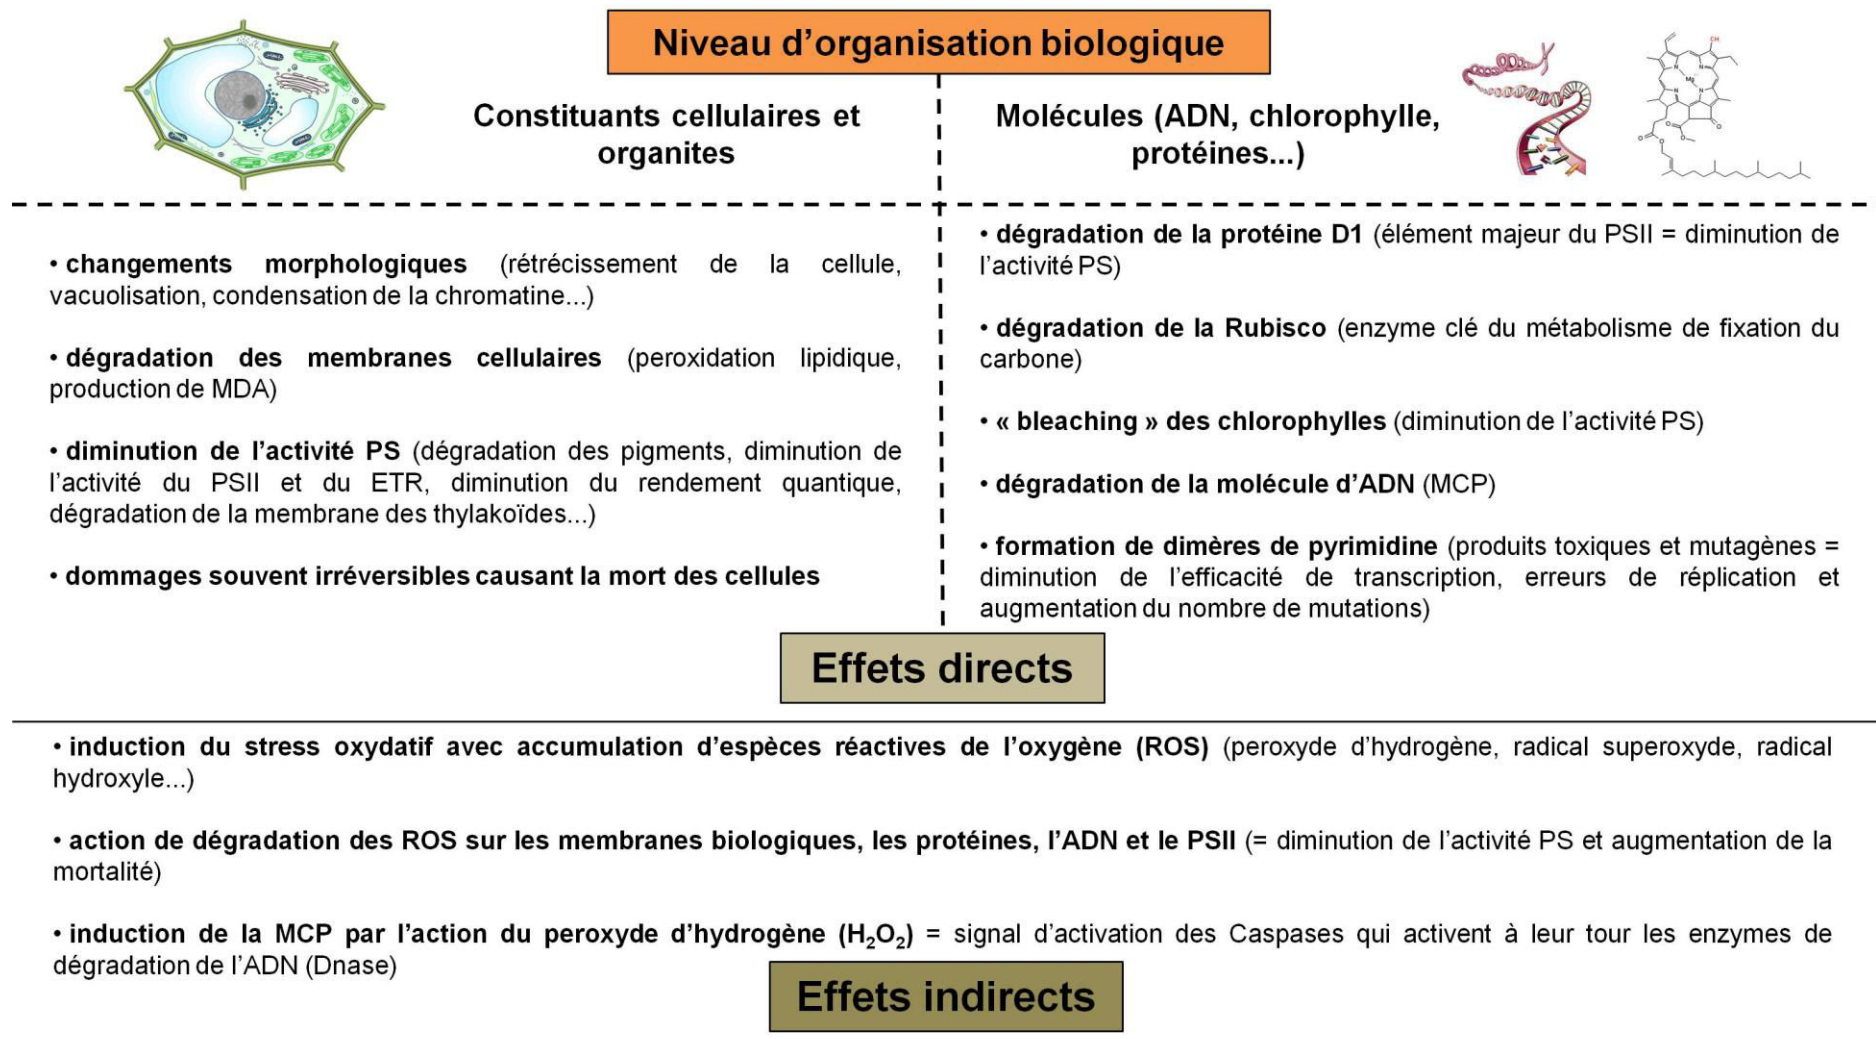 Niveau d'organisation biologique
Constituants cellulaires et
organites
Molécules (ADN, chlorophylle,
protéines...)
• changements morphologiques (rétrécissement de la cellule,
vacuolisation, condensation de la chromatine...)
• dégradation des membranes cellulaires (peroxidation lipidique,
production de MDA)
• diminution de l'activité PS (dégradation des pigments, diminution de
l'activité du PSII et du ETR, diminution du rendement quantique,
dégradation de la membrane des thylakoïdes...)
• dommages souvent irréversibles causant la mort des cellules
• dégradation de la protéine D1 (élément majeur du PSII = diminution de
l'activité PS)
• dégradation de la Rubisco (enzyme clé du métabolisme de fixation du
carbone)
• « bleaching » des chlorophylles (diminution de l'activité PS)
• dégradation de la molécule d'ADN (MCP)
• formation de dimères de pyrimidine (produits toxiques et mutagènes =
diminution de l'efficacité de transcription, erreurs de réplication et
augmentation du nombre de mutations)
Effets directs
• induction du stress oxydatif avec accumulation d'espèces réactives de l'oxygène (ROS) (peroxyde d'hydrogène, radical superoxyde, radical
hydroxyle...)
• action de dégradation des ROS sur les membranes biologiques, les protéines, l'ADN et le PSII (= diminution de l'activité PS et augmentation de la
mortalité)
• induction de la MCP par l'action du peroxyde d'hydrogène (H₂O₂) = signal d'activation des Caspases qui activent à leur tour les enzymes de
dégradation de l'ADN (Dnase)
Effets indirects